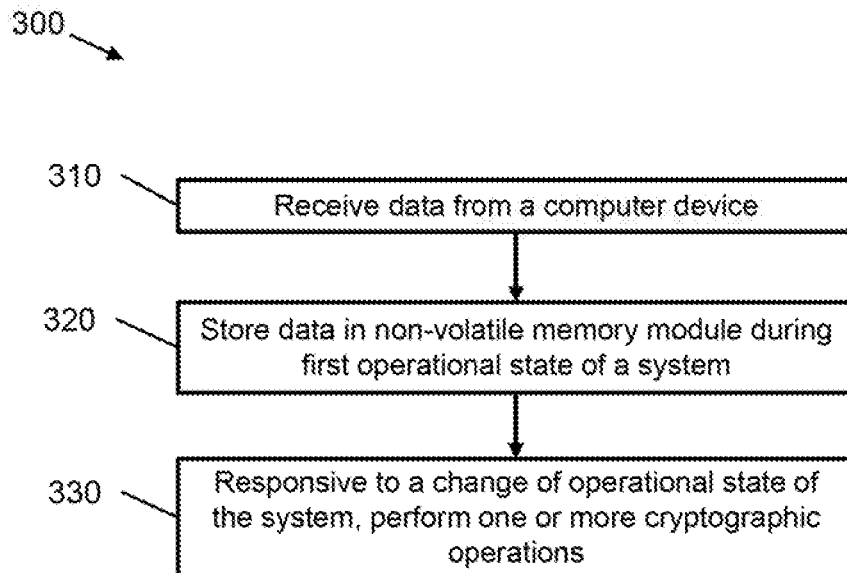 300
310
Receive data from a computer device
320
Store data in non-volatile memory module during
first operational state of a system
330
Responsive to a change of operational state of
the system, perform one or more cryptographic
operations